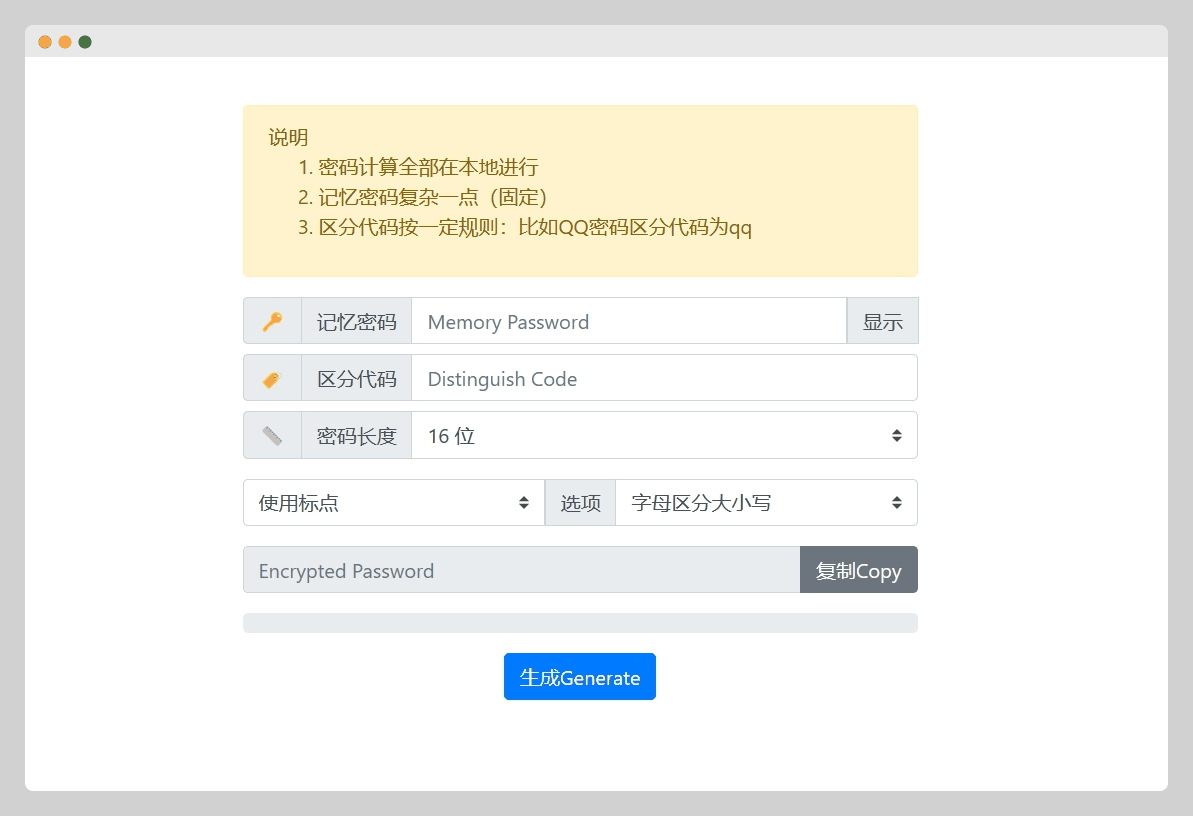 说明
1. 密码计算全部在本地进行
2. 记忆密码复杂一点（固定）
3. 区分代码按一定规则：比如QQ密码区分代码为qq
记忆密码 Memory Password 显示
区分代码 Distinguish Code
密码长度 16 位
使用标点 选项 字母区分大小写
Encrypted Password 复制Copy
生成Generate